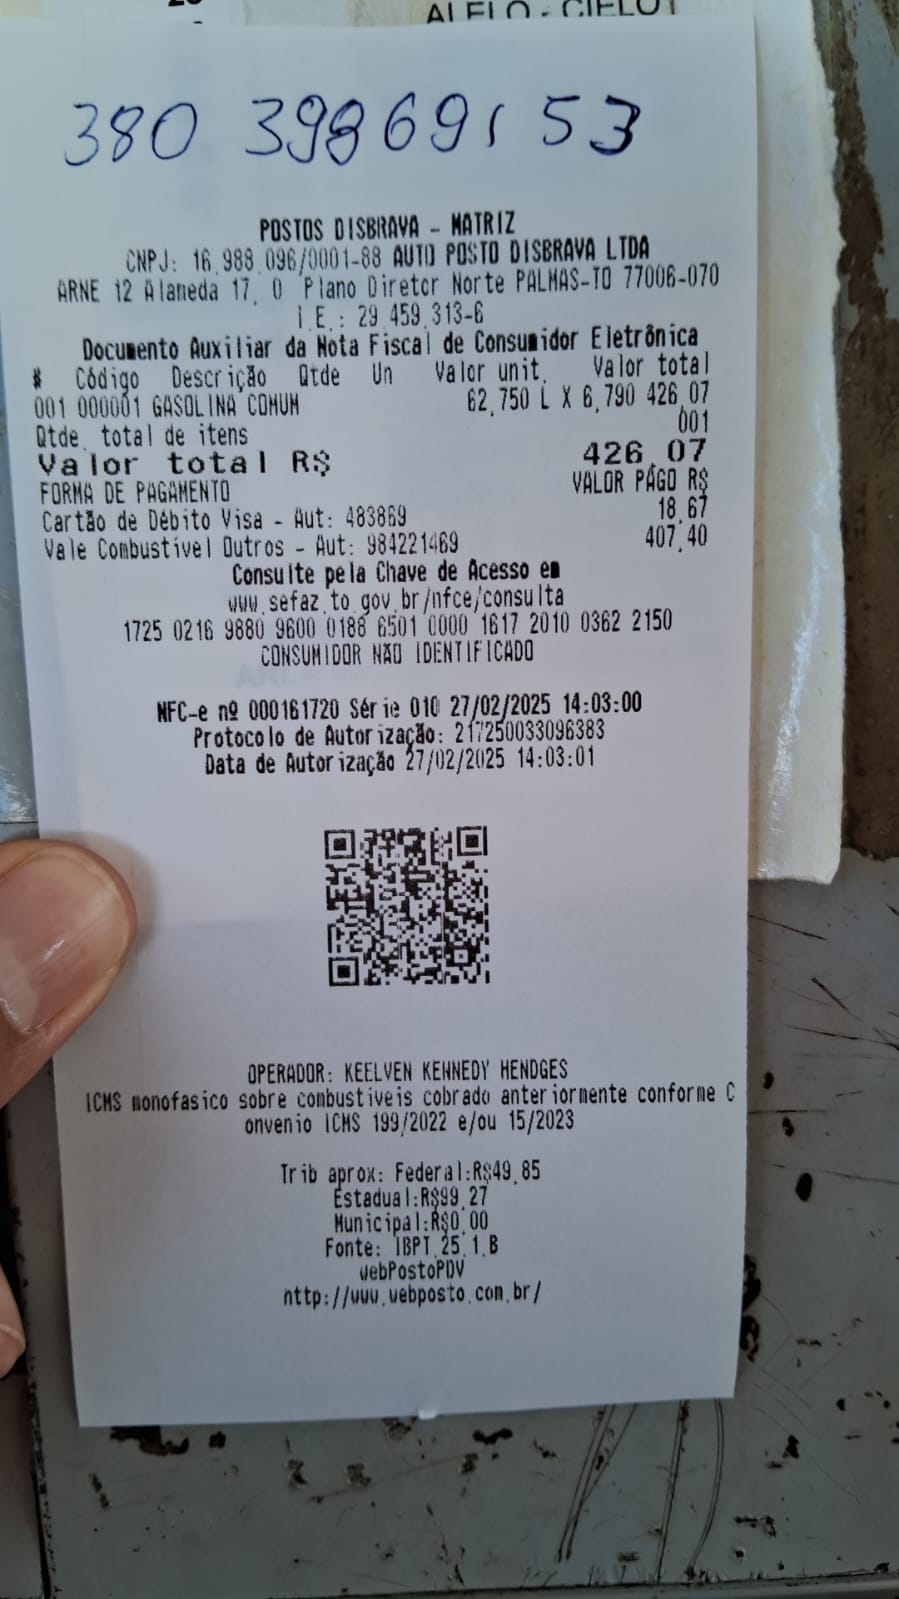 ALELO - CIELO
380 39869153
POSTOS DISBRAVA - MATRIZ
CNPJ: 16.988.096/0001-88 AUTO POSTO DISBRAVA LTDA
ARNE 12 Alameda 17, 0 Plano Diretor Norte PALMAS-TO 77006-070
I.E.: 29.459.313-6
Documento Auxiliar da Nota Fiscal de Consumidor Eletrônica
# Código Descrição Qtde Un Valor unit. Valor total
001 000001 GASOLINA COMUM 62,750 L X 6,790 426,07
Qtde. total de itens 001
Valor total R$ 426,07
FORMA DE PAGAMENTO VALOR PAGO R$
Cartão de Débito Visa - Aut: 483869 18,67
Vale Combustivel Outros - Aut: 984221469 407,40
Consulte pela Chave de Acesso em
www.sefaz.to.gov.br/nfce/consulta
1725 0216 9880 9600 0188 6501 0000 1617 2010 0362 2150
CONSUMIDOR NÃO IDENTIFICADO
NFC-e nº 000161720 Série 010 27/02/2025 14:03:00
Protocolo de Autorização: 217250033096383
Data de Autorização 27/02/2025 14:03:01
OPERADOR: KEELVEN KENNEDY HENDGES
ICMS monofasico sobre combustiveis cobrado anteriormente conforme C
onvenio ICMS 199/2022 e/ou 15/2023
Trib aprox: Federal:R$49,85
Estadual:R$99,27
Municipal:R$0,00
Fonte: IBPT 25.1.B
webPostoPDV
http://www.webposto.com.br/